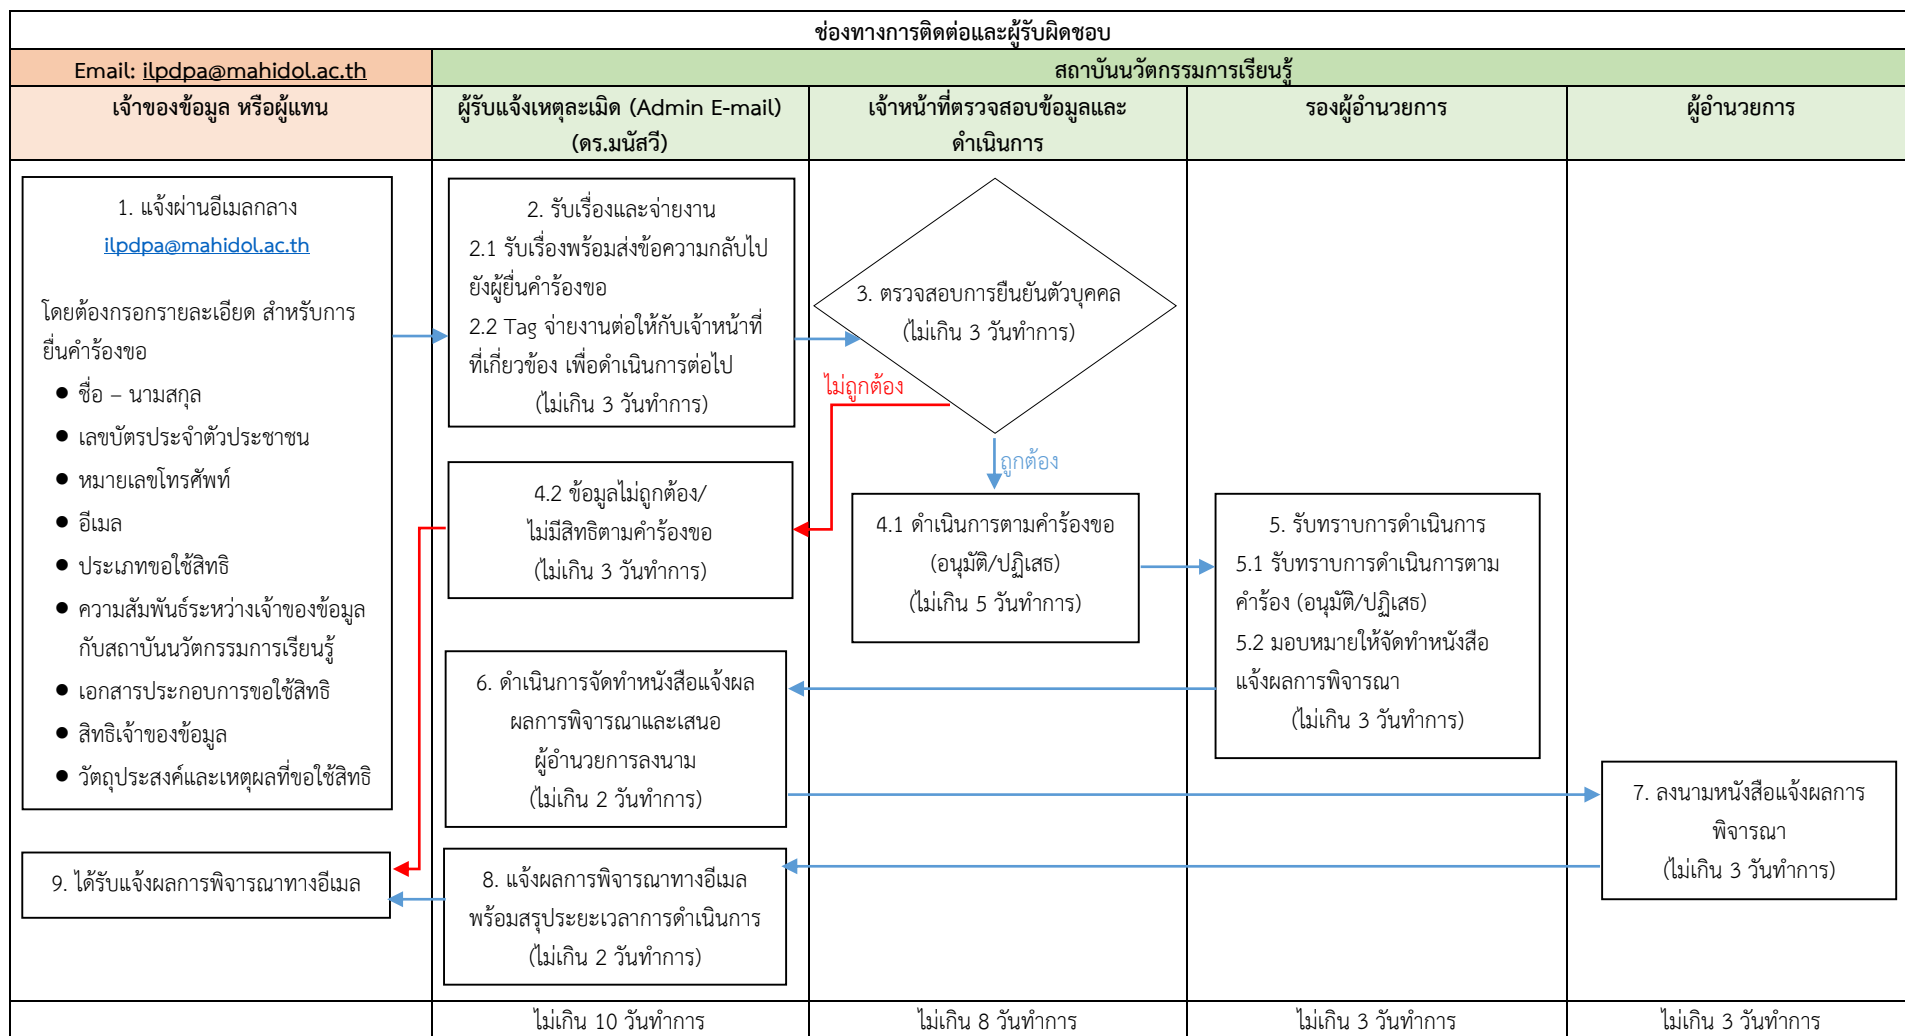 ช่องทางการติดต่อและผู้รับผิดชอบ
Email: ilpdpa@mahidol.ac.th
สถาบันนวัตกรรมการเรียนรู้
เจ้าของข้อมูล หรือผู้แทน
ผู้รับแจ้งเหตุละเมิด (Admin E-mail)
(ดร.มนัสวี)
เจ้าหน้าที่ตรวจสอบข้อมูลและ
ดำเนินการ
รองผู้อำนวยการ
ผู้อำนวยการ
1. แจ้งผ่านอีเมลกลาง
ilpdpa@mahidol.ac.th
โดยต้องกรอกรายละเอียด สำหรับการ
ยื่นคำร้องขอ
● ชื่อ – นามสกุล
● เลขบัตรประจำตัวประชาชน
● หมายเลขโทรศัพท์
● อีเมล
● ประเภทขอใช้สิทธิ
● ความสัมพันธ์ระหว่างเจ้าของข้อมูล
กับสถาบันนวัตกรรมการเรียนรู้
● เอกสารประกอบการขอใช้สิทธิ
● สิทธิเจ้าของข้อมูล
● วัตถุประสงค์และเหตุผลที่ขอใช้สิทธิ
2. รับเรื่องและจ่ายงาน
2.1 รับเรื่องพร้อมส่งข้อความกลับไป
ยังผู้ยื่นคำร้องขอ
2.2 Tag จ่ายงานต่อให้กับเจ้าหน้าที่
ที่เกี่ยวข้อง เพื่อดำเนินการต่อไป
(ไม่เกิน 3 วันทำการ)
3. ตรวจสอบการยืนยันตัวบุคคล
(ไม่เกิน 3 วันทำการ)
ไม่ถูกต้อง
ถูกต้อง
4.2 ข้อมูลไม่ถูกต้อง/
ไม่มีสิทธิตามคำร้องขอ
(ไม่เกิน 3 วันทำการ)
4.1 ดำเนินการตามคำร้องขอ
(อนุมัติ/ปฏิเสธ)
(ไม่เกิน 5 วันทำการ)
5. รับทราบการดำเนินการ
5.1 รับทราบการดำเนินการตาม
คำร้อง (อนุมัติ/ปฏิเสธ)
5.2 มอบหมายให้จัดทำหนังสือ
แจ้งผลการพิจารณา
(ไม่เกิน 3 วันทำการ)
6. ดำเนินการจัดทำหนังสือแจ้งผล
ผลการพิจารณาและเสนอ
ผู้อำนวยการลงนาม
(ไม่เกิน 2 วันทำการ)
7. ลงนามหนังสือแจ้งผลการ
พิจารณา
(ไม่เกิน 3 วันทำการ)
8. แจ้งผลการพิจารณาทางอีเมล
พร้อมสรุประยะเวลาการดำเนินการ
(ไม่เกิน 2 วันทำการ)
9. ได้รับแจ้งผลการพิจารณาทางอีเมล
ไม่เกิน 10 วันทำการ
ไม่เกิน 8 วันทำการ
ไม่เกิน 3 วันทำการ
ไม่เกิน 3 วันทำการ